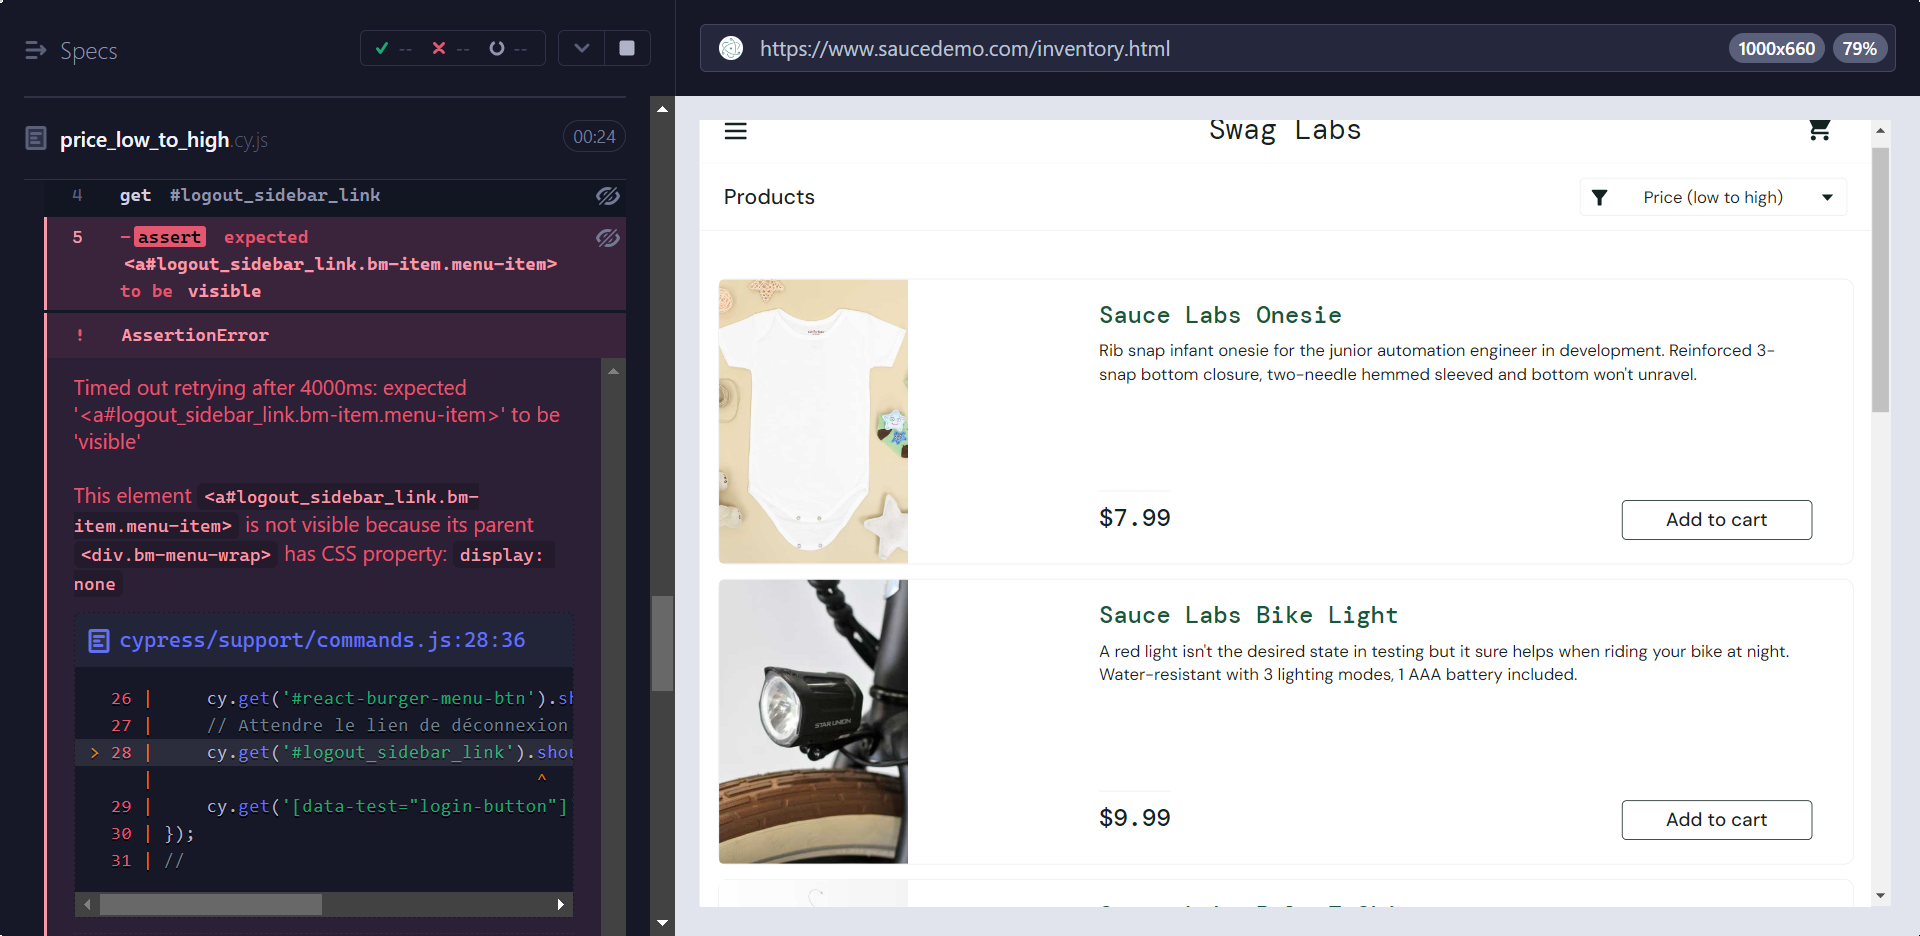 Specs
-- -- --
price_low_to_high.cy.js 00:24
4 get #logout_sidebar_link
5 -assert expected
<a#logout_sidebar_link.bm-item.menu-item>
to be visible
! AssertionError
Timed out retrying after 4000ms: expected
'<a#logout_sidebar_link.bm-item.menu-item>' to be
'visible'
This element <a#logout_sidebar_link.bm-
item.menu-item> is not visible because its parent
<div.bm-menu-wrap> has CSS property: display:
none
cypress/support/commands.js:28:36
26 | cy.get('#react-burger-menu-btn').sh
27 | // Attendre le lien de déconnexion
> 28 | cy.get('#logout_sidebar_link').shou
| ^
29 | cy.get('[data-test="login-button"]
30 | });
31 | //
https://www.saucedemo.com/inventory.html
1000x660 79%
Swag Labs
Products
Price (low to high)
Sauce Labs Onesie
Rib snap infant onesie for the junior automation engineer in development. Reinforced 3-
snap bottom closure, two-needle hemmed sleeved and bottom won't unravel.
$7.99
Add to cart
Sauce Labs Bike Light
A red light isn't the desired state in testing but it sure helps when riding your bike at night.
Water-resistant with 3 lighting modes, 1 AAA battery included.
STAR UNION
$9.99
Add to cart